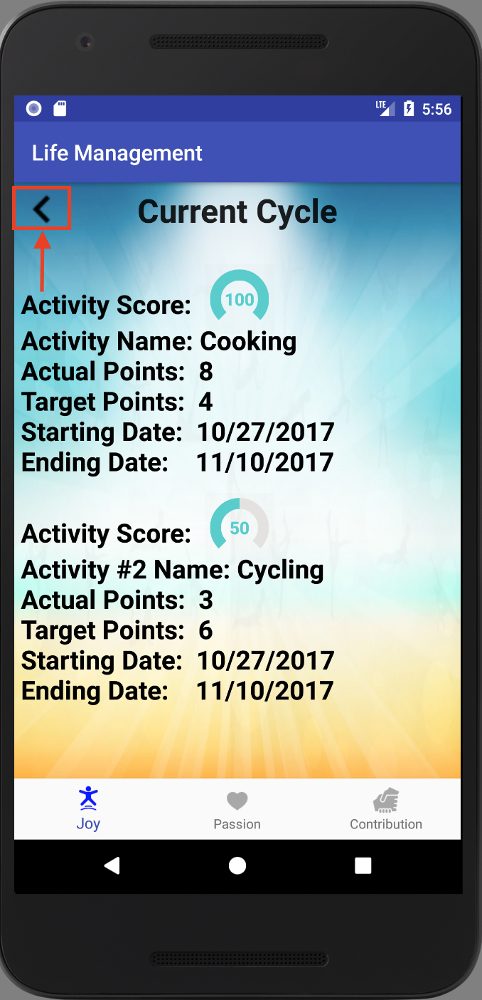 LTE 5:56
Life Management
Current Cycle
Activity Score: 100
Activity Name: Cooking
Actual Points: 8
Target Points: 4
Starting Date: 10/27/2017
Ending Date: 11/10/2017
Activity Score: 50
Activity #2 Name: Cycling
Actual Points: 3
Target Points: 6
Starting Date: 10/27/2017
Ending Date: 11/10/2017
Joy Passion Contribution